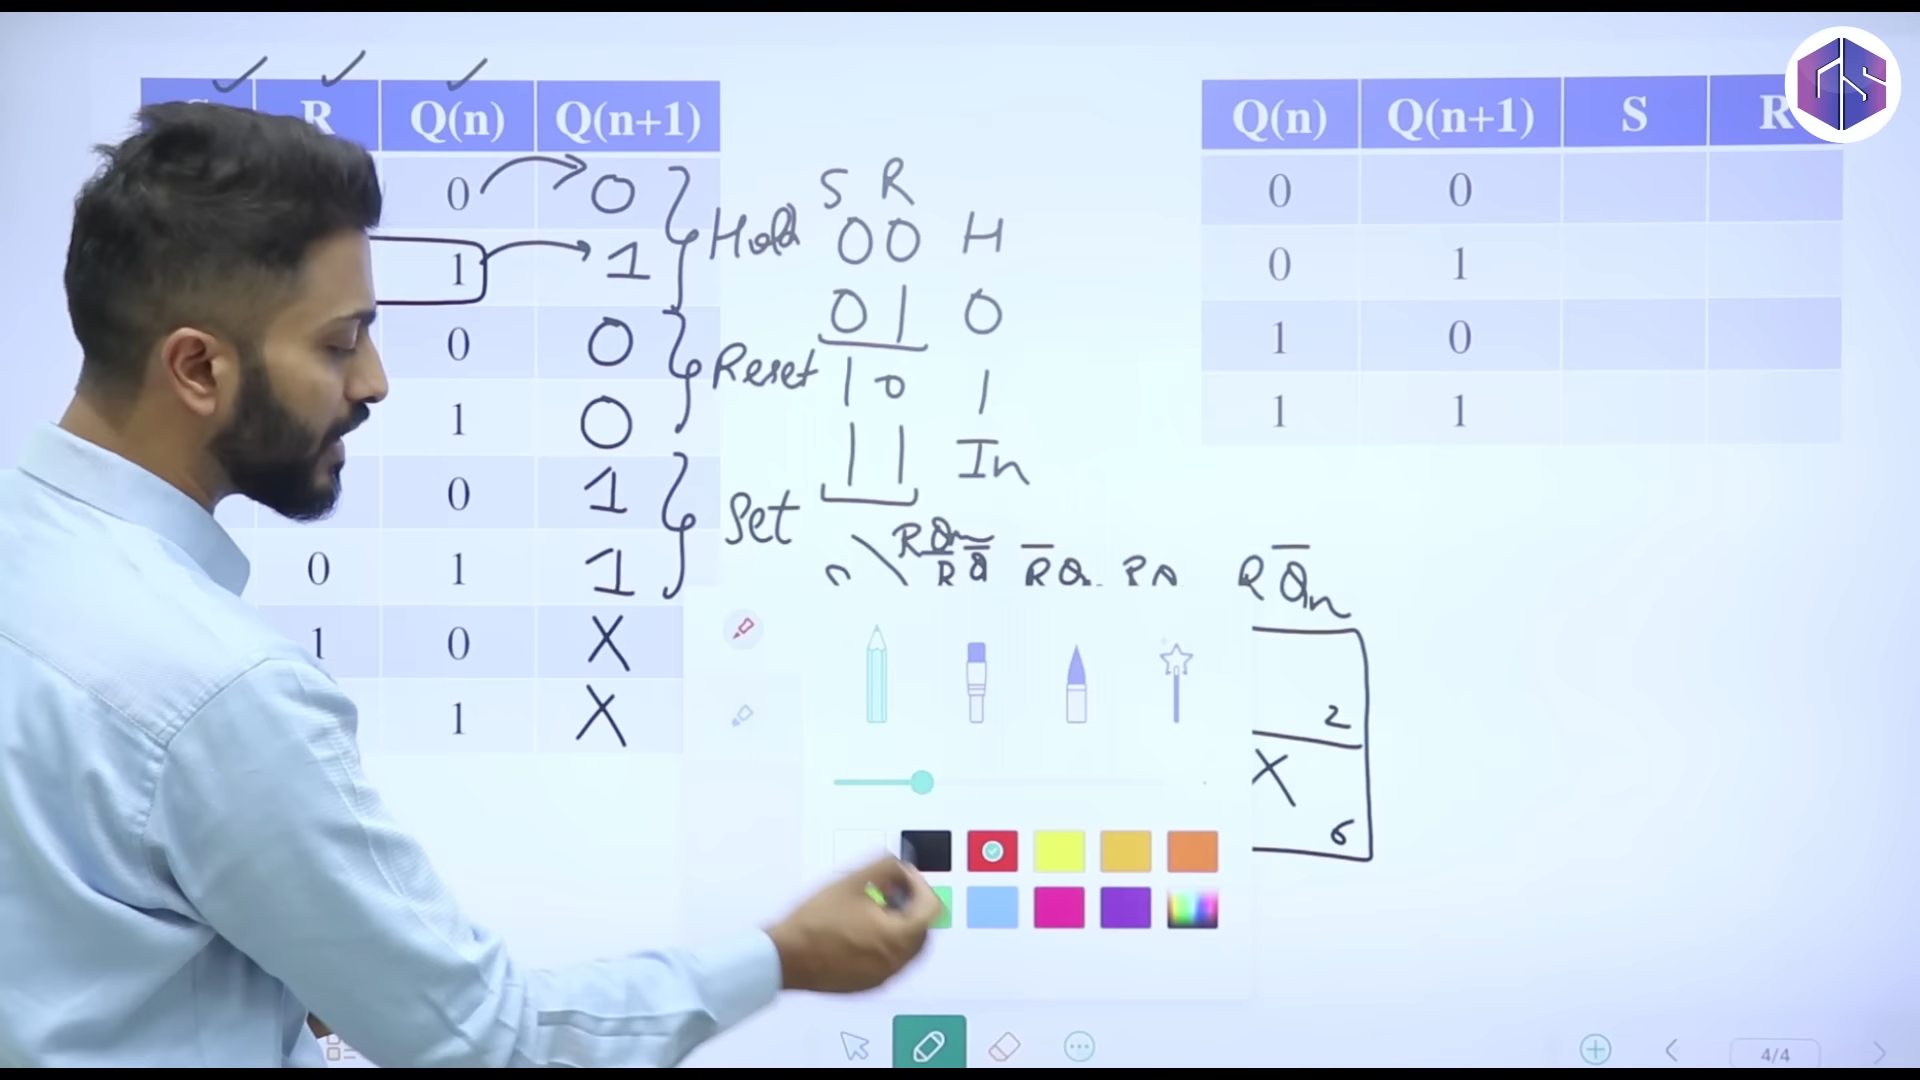 R Q(n) Q(n+1)
0 0
1 1
0 0
1 0
0 1
0 1 1
1 0 X
1 X
Hold
Reset
Set
S R
0 0 H
0 1 0
1 0 1
1 1 In
R Qn
R̅ Q̅ R̅ Q R̅ Q̅n
2
X 6
Q(n) Q(n+1) S R
0 0
0 1
1 0
1 1
4/4